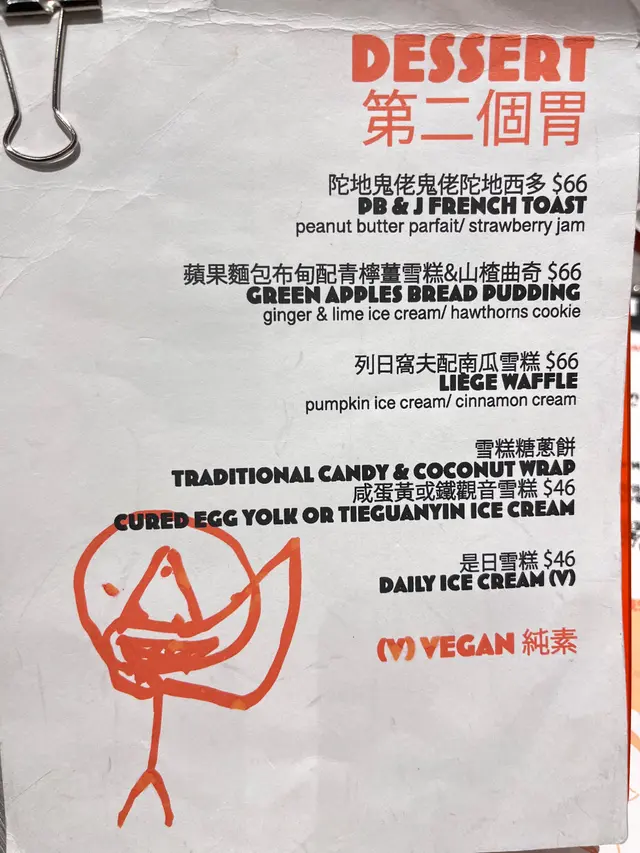 DESSERT
第二個胃
陀地鬼佬鬼佬陀地西多 $66
PB & J FRENCH TOAST
peanut butter parfait/ strawberry jam
蘋果麵包布甸配青檸薑雪糕&山楂曲奇 $66
GREEN APPLES BREAD PUDDING
ginger & lime ice cream/ hawthorns cookie
列日窩夫配南瓜雪糕 $66
LIÈGE WAFFLE
pumpkin ice cream/ cinnamon cream
雪糕糖蔥餅
TRADITIONAL CANDY & COCONUT WRAP
咸蛋黃或鐵觀音雪糕 $46
CURED EGG YOLK OR TIEGUANYIN ICE CREAM
是日雪糕 $46
DAILY ICE CREAM (V)
(V) VEGAN 純素